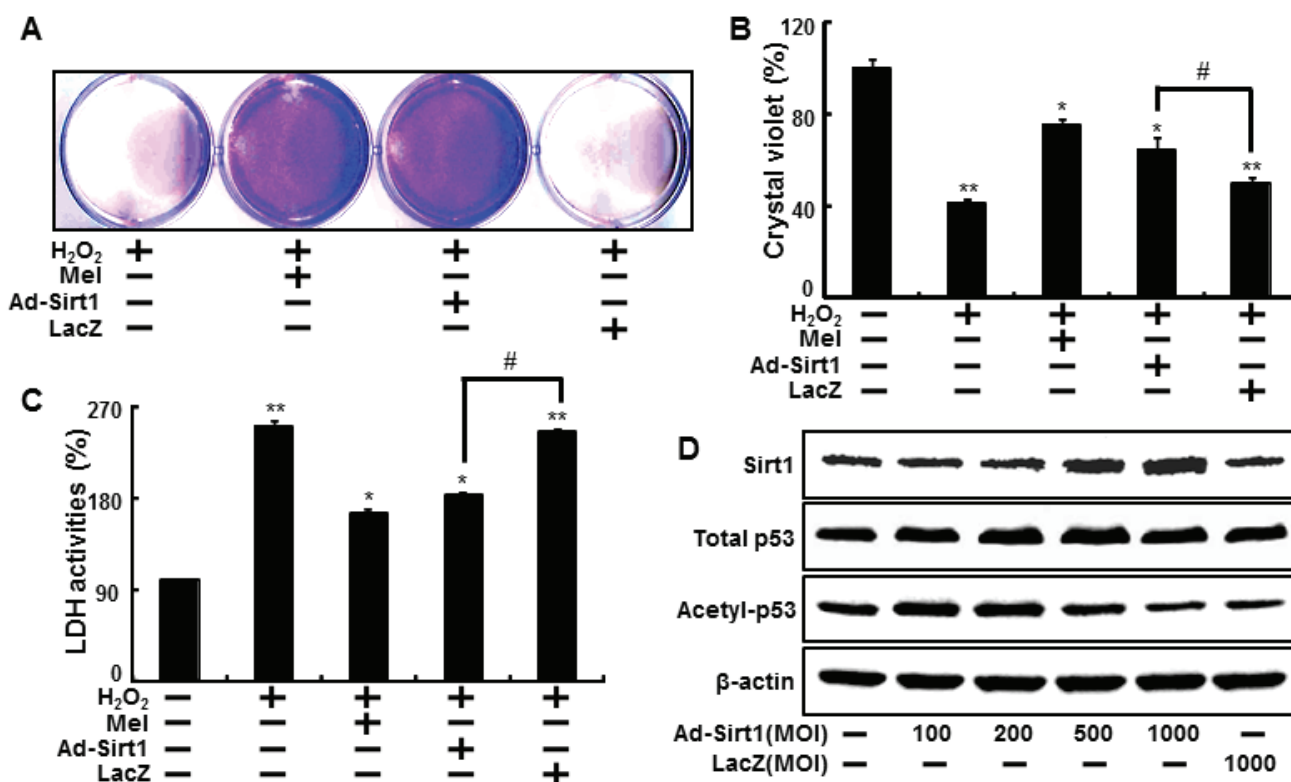 A
H₂O₂ + + + +
Mel − + − −
Ad-Sirt1 − − + −
LacZ − − − +
B
Crystal violet (%)
120
80
40
0
#
** * * **
H₂O₂ − + + + +
Mel − − + − −
Ad-Sirt1 − − − + −
LacZ − − − − +
C
LDH activities (%)
270
180
90
0
#
** * * **
H₂O₂ − + + + +
Mel − − + − −
Ad-Sirt1 − − − + −
LacZ − − − − +
D
Sirt1
Total p53
Acetyl-p53
β-actin
Ad-Sirt1(MOI) − 100 200 500 1000 −
LacZ(MOI) − − − − − 1000